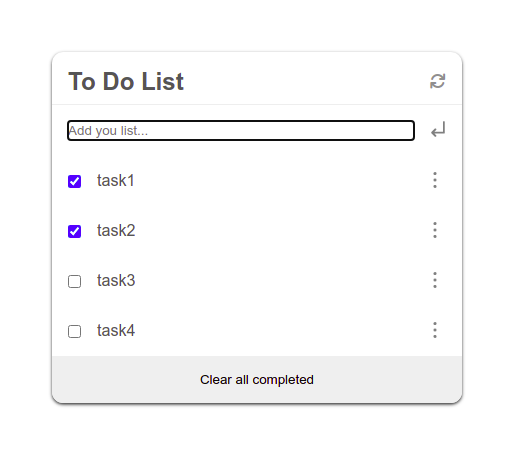 To Do List
Add you list...
task1
task2
task3
task4
Clear all completed